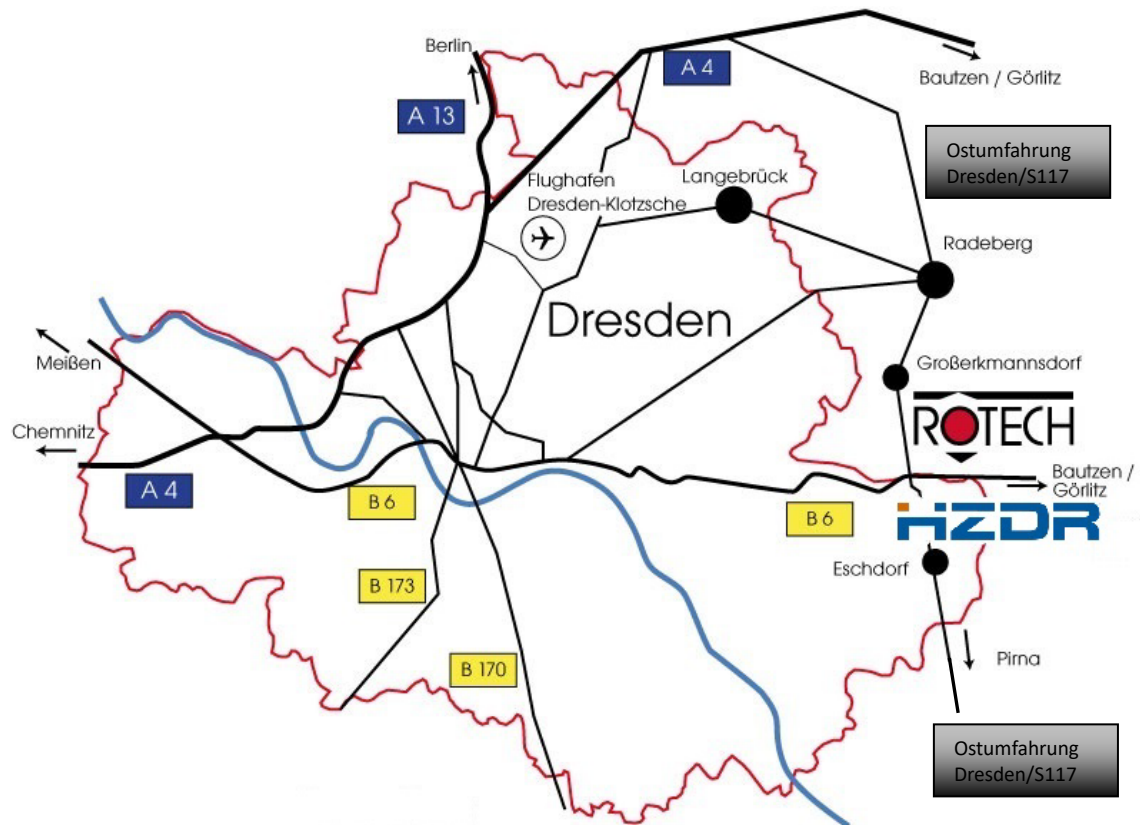 Berlin
A 4
Bautzen / Görlitz
A 13
Ostumfahrung
Dresden/S117
Flughafen
Dresden-Klotzsche
Langebrück
Radeberg
Dresden
Meißen
Großerkmannsdorf
ROTECH
Chemnitz
A 4
B 6
Bautzen /
Görlitz
B 6
HZDR
Eschdorf
B 173
B 170
Pirna
Ostumfahrung
Dresden/S117